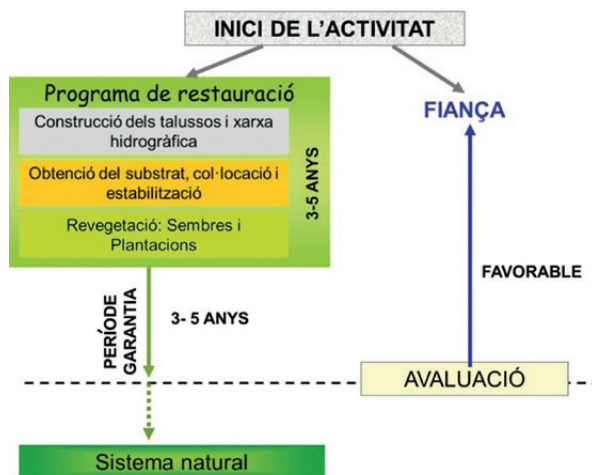 INICI DE L'ACTIVITAT
Programa de restauració
Construcció dels talussos i xarxa
hidrogràfica
Obtenció del substrat, col·locació i
estabilització
Revegetació: Sembres i
Plantacions
3-5 ANYS
FIANÇA
FAVORABLE
PERÍODE
GARANTIA
3- 5 ANYS
AVALUACIÓ
Sistema natural